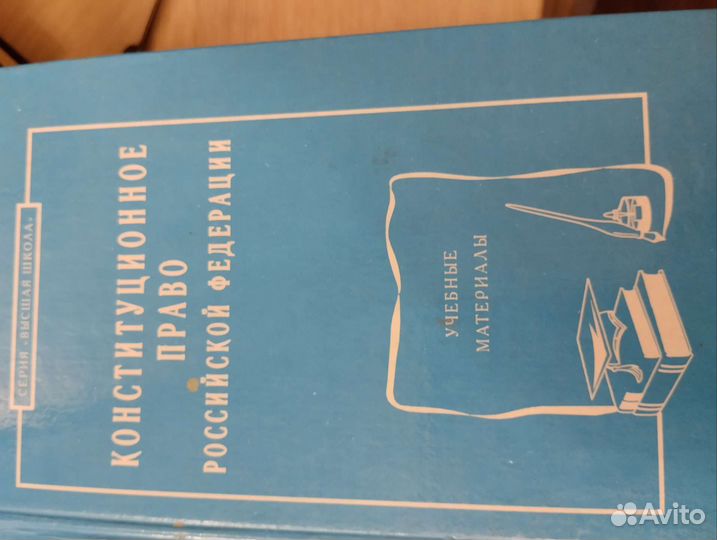 СЕРИЯ «ВЫСШАЯ ШКОЛА»
КОНСТИТУЦИОННОЕ
ПРАВО
РОССИЙСКОЙ ФЕДЕРАЦИИ
УЧЕБНЫЕ
МАТЕРИАЛЫ
Avito